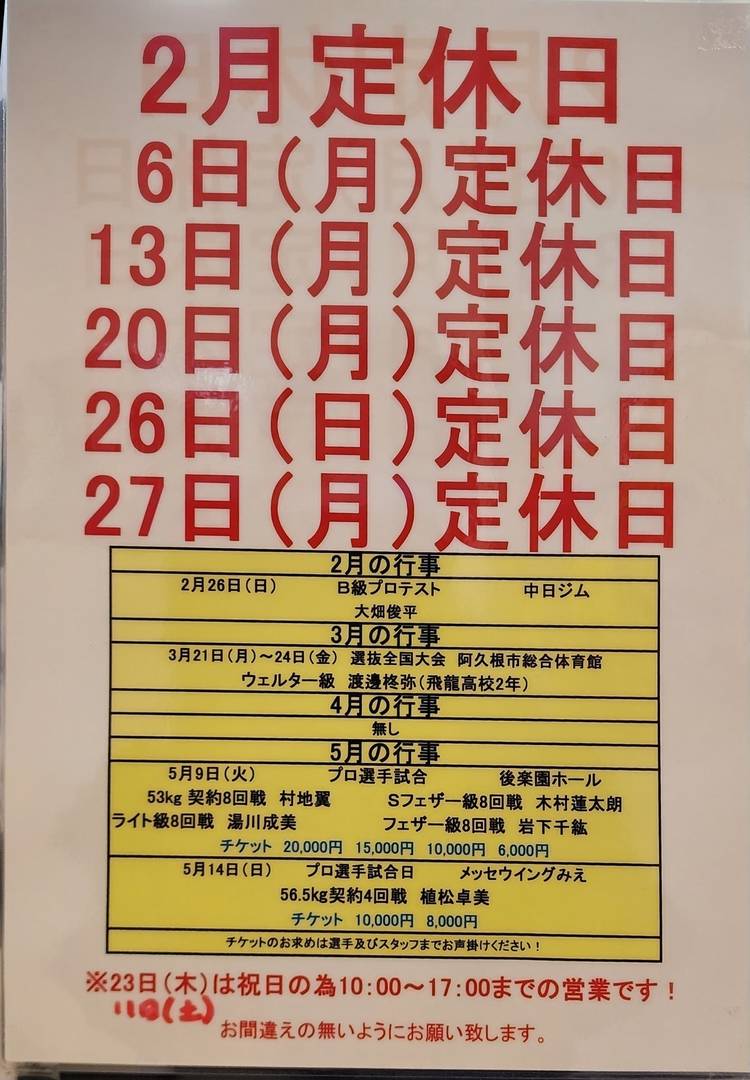 2月定休日
6日(月)定休日
13日(月)定休日
20日(月)定休日
26日(日)定休日
27日(月)定休日
2月の行事
2月26日(日) B級プロテスト 中日ジム
大畑俊平
3月の行事
3月21日(月)～24日(金) 選抜全国大会 阿久根市総合体育館
ウェルター級 渡邊柊弥(飛龍高校2年)
4月の行事
無し
5月の行事
5月9日(火) プロ選手試合 後楽園ホール
53kg契約8回戦 村地翼 Sフェザー級8回戦 木村蓮太朗
ライト級8回戦 湯川成美 フェザー級8回戦 岩下千紘
チケット 20,000円 15,000円 10,000円 6,000円
5月14日(日) プロ選手試合日 メッセウイングみえ
56.5kg契約4回戦 植松卓美
チケット 10,000円 8,000円
チケットのお求めは選手及びスタッフまでお声掛けください！
※23日(木)は祝日の為10:00～17:00までの営業です！
11日(土)
お間違えの無いようにお願い致します。